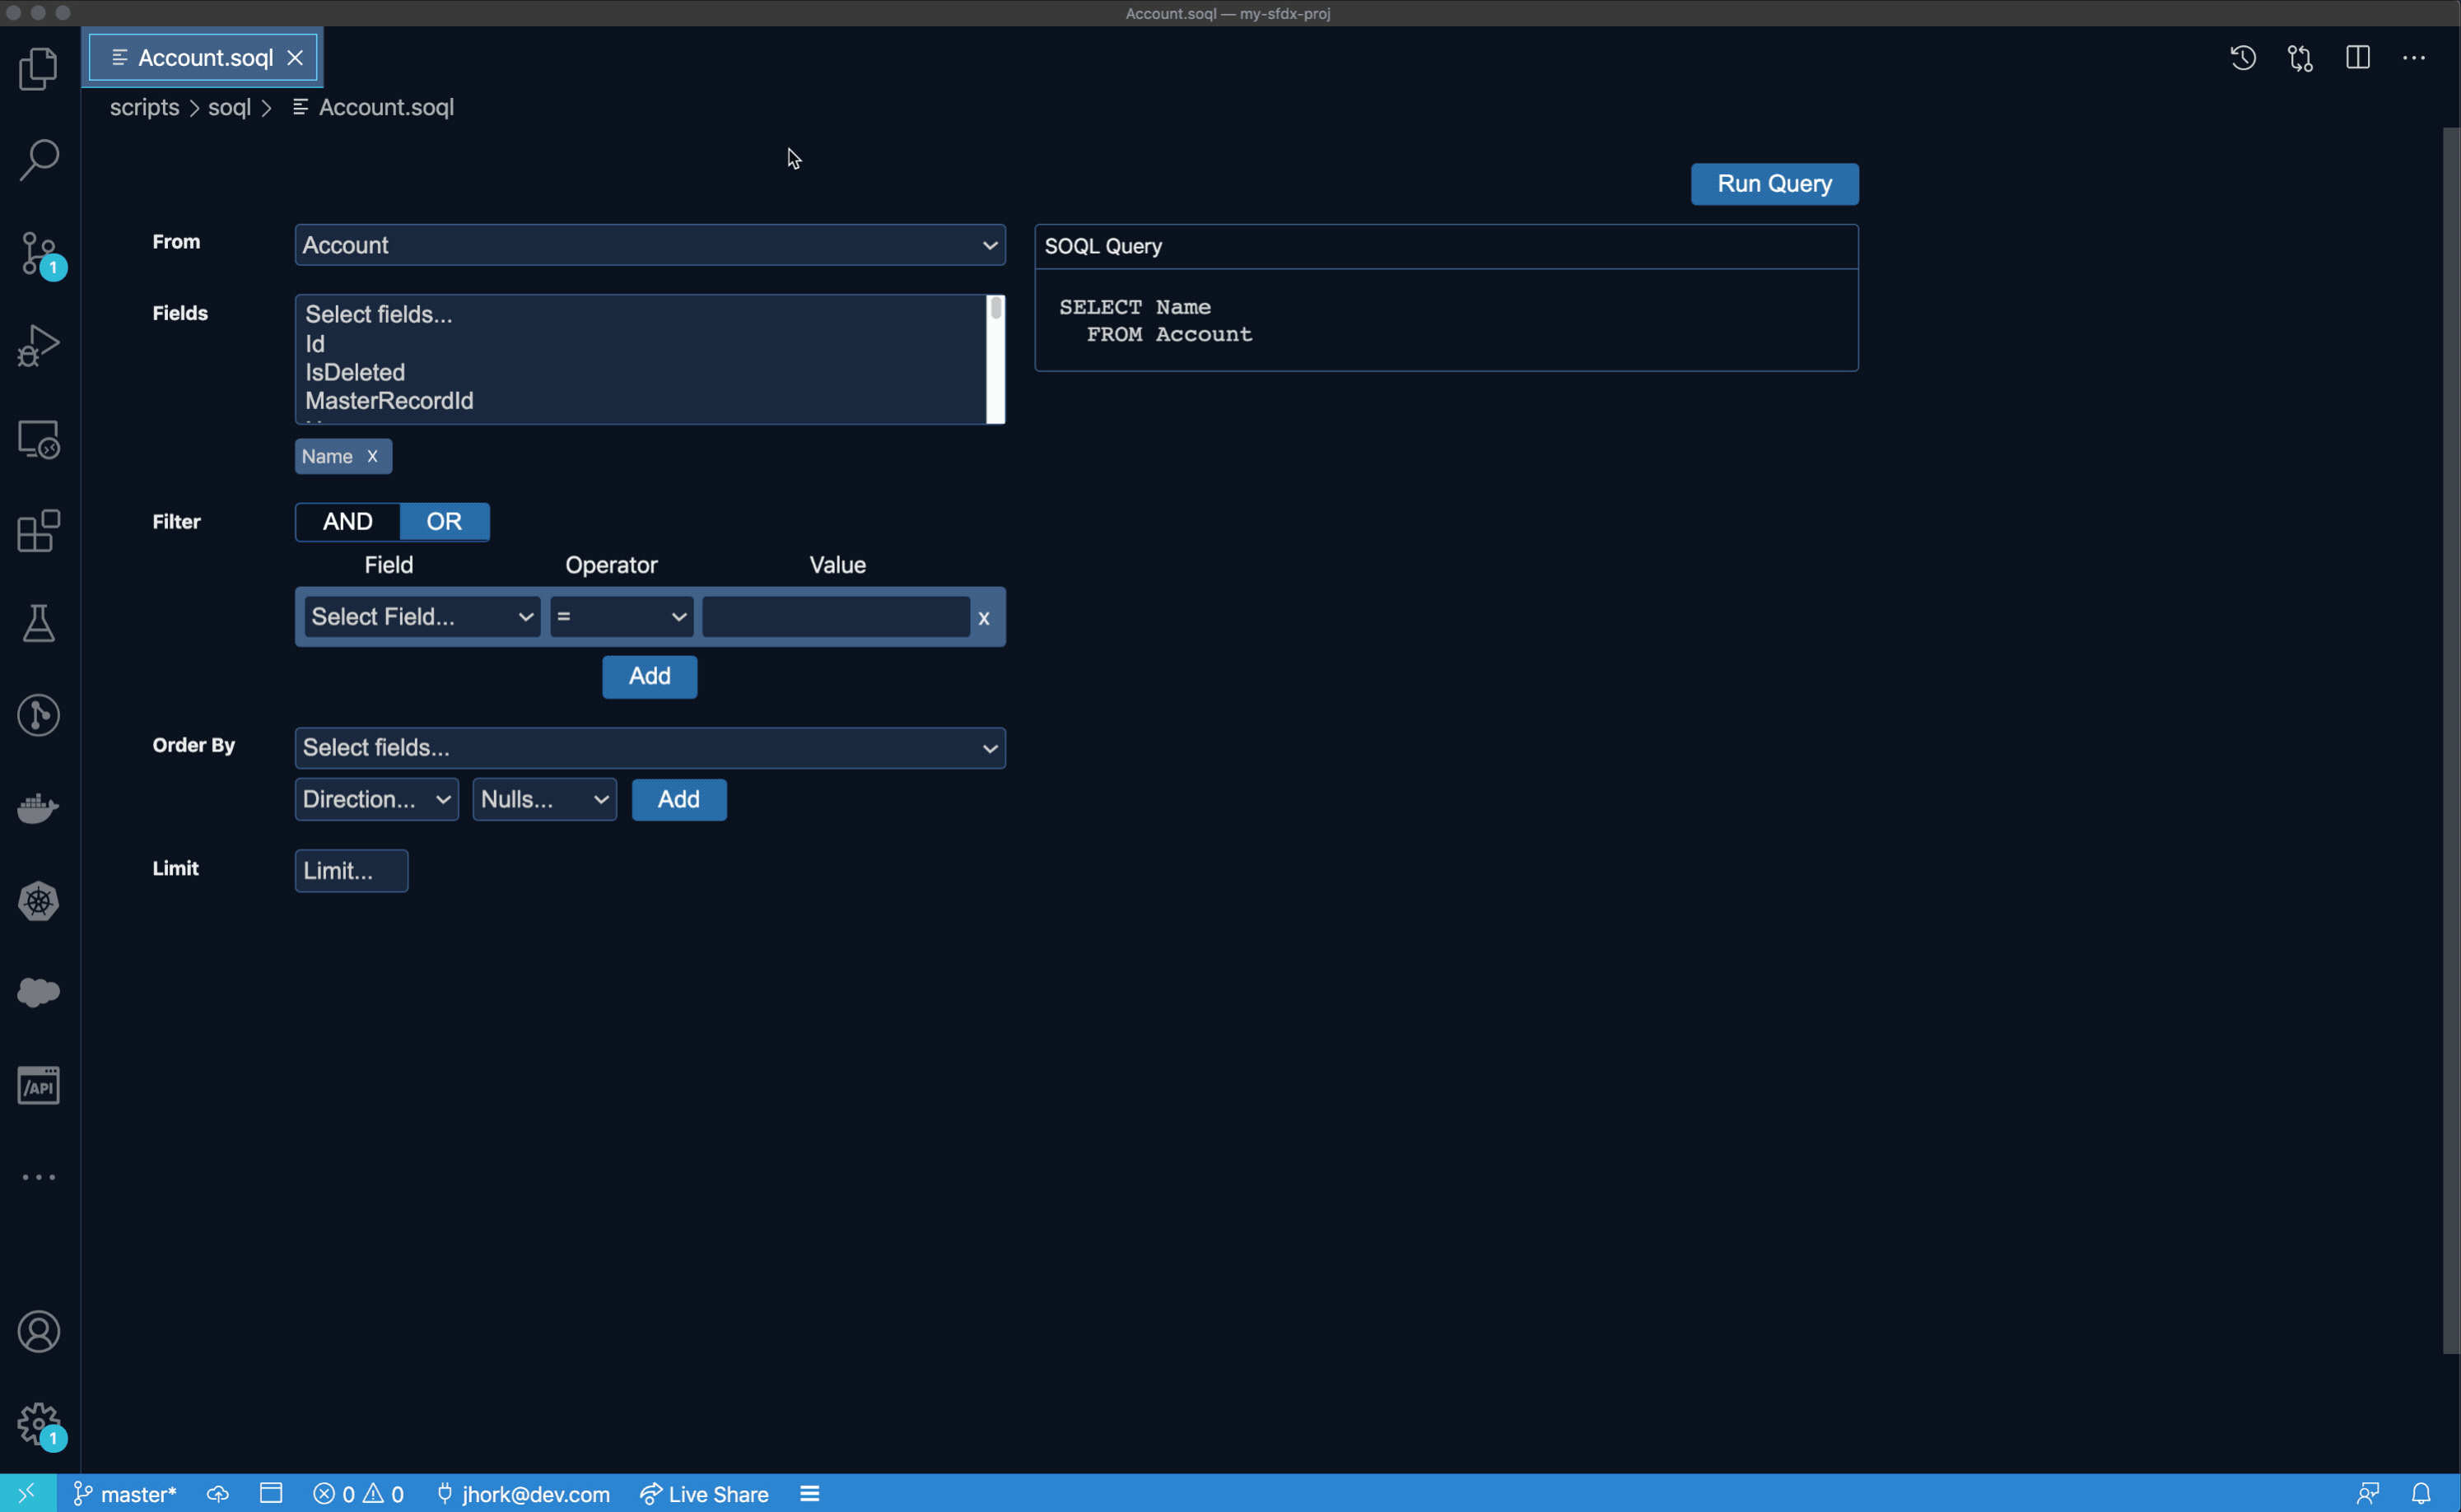 Account.soql — my-sfdx-proj
Account.soql
scripts > soql > Account.soql
Run Query
From
Account
SOQL Query
SELECT Name
FROM Account
Fields
Select fields...
Id
IsDeleted
MasterRecordId
Name x
Filter
AND OR
Field Operator Value
Select Field... = x
Add
Order By
Select fields...
Direction... Nulls... Add
Limit
Limit...
1
/API
1
master* 0 0 jhork@dev.com Live Share